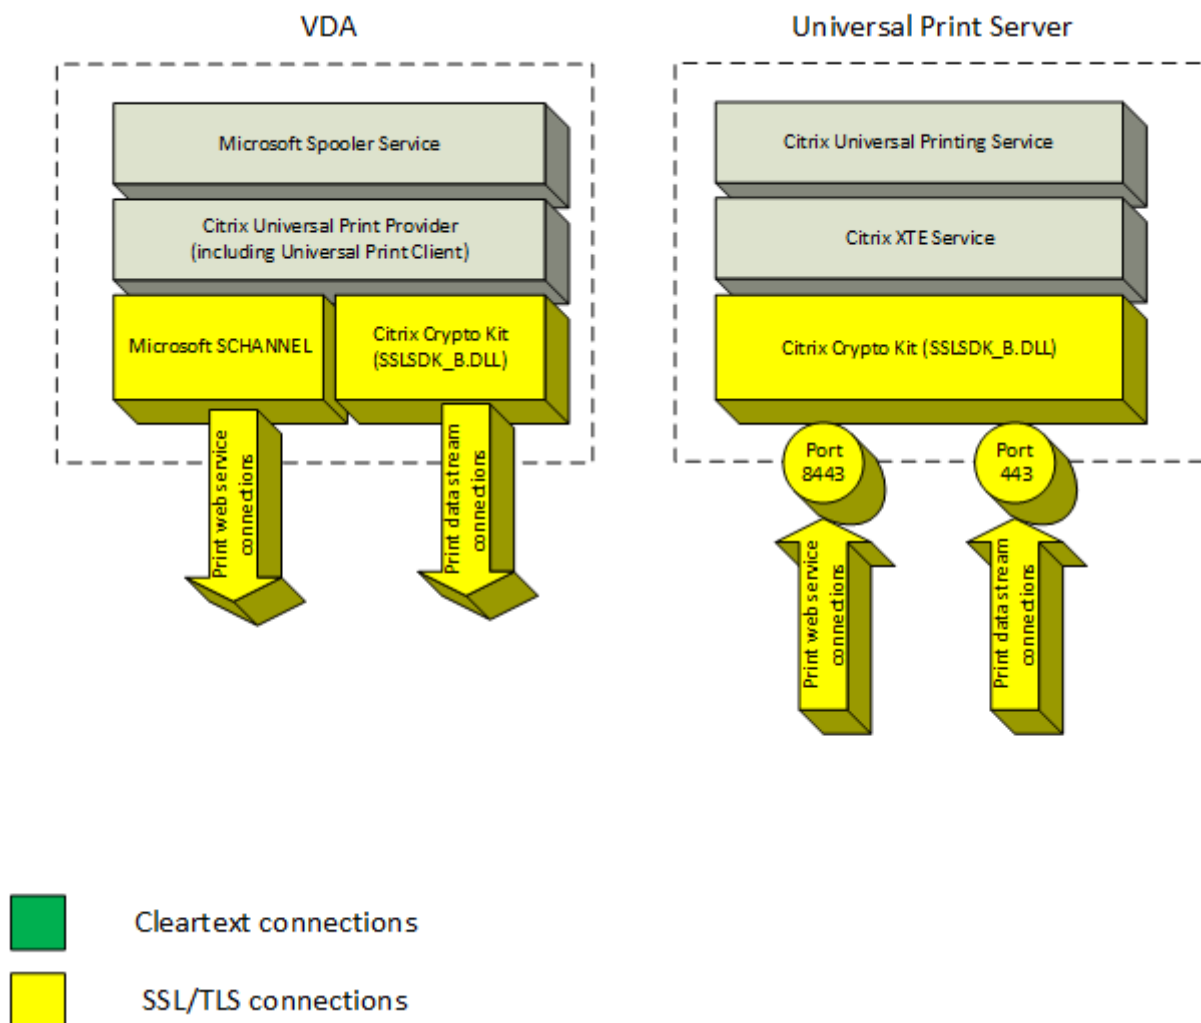 VDA
Universal Print Server
Microsoft Spooler Service
Citrix Universal Print Provider
(including Universal Print Client)
Microsoft SCHANNEL
Citrix Crypto Kit
(SSLSDK_B.DLL)
Print web service
connections
Print data stream
connections
Citrix Universal Printing Service
Citrix XTE Service
Citrix Crypto Kit (SSLSDK_B.DLL)
Port
8443
Port
443
Print web service
connections
Print data stream
connections
Cleartext connections
SSL/TLS connections